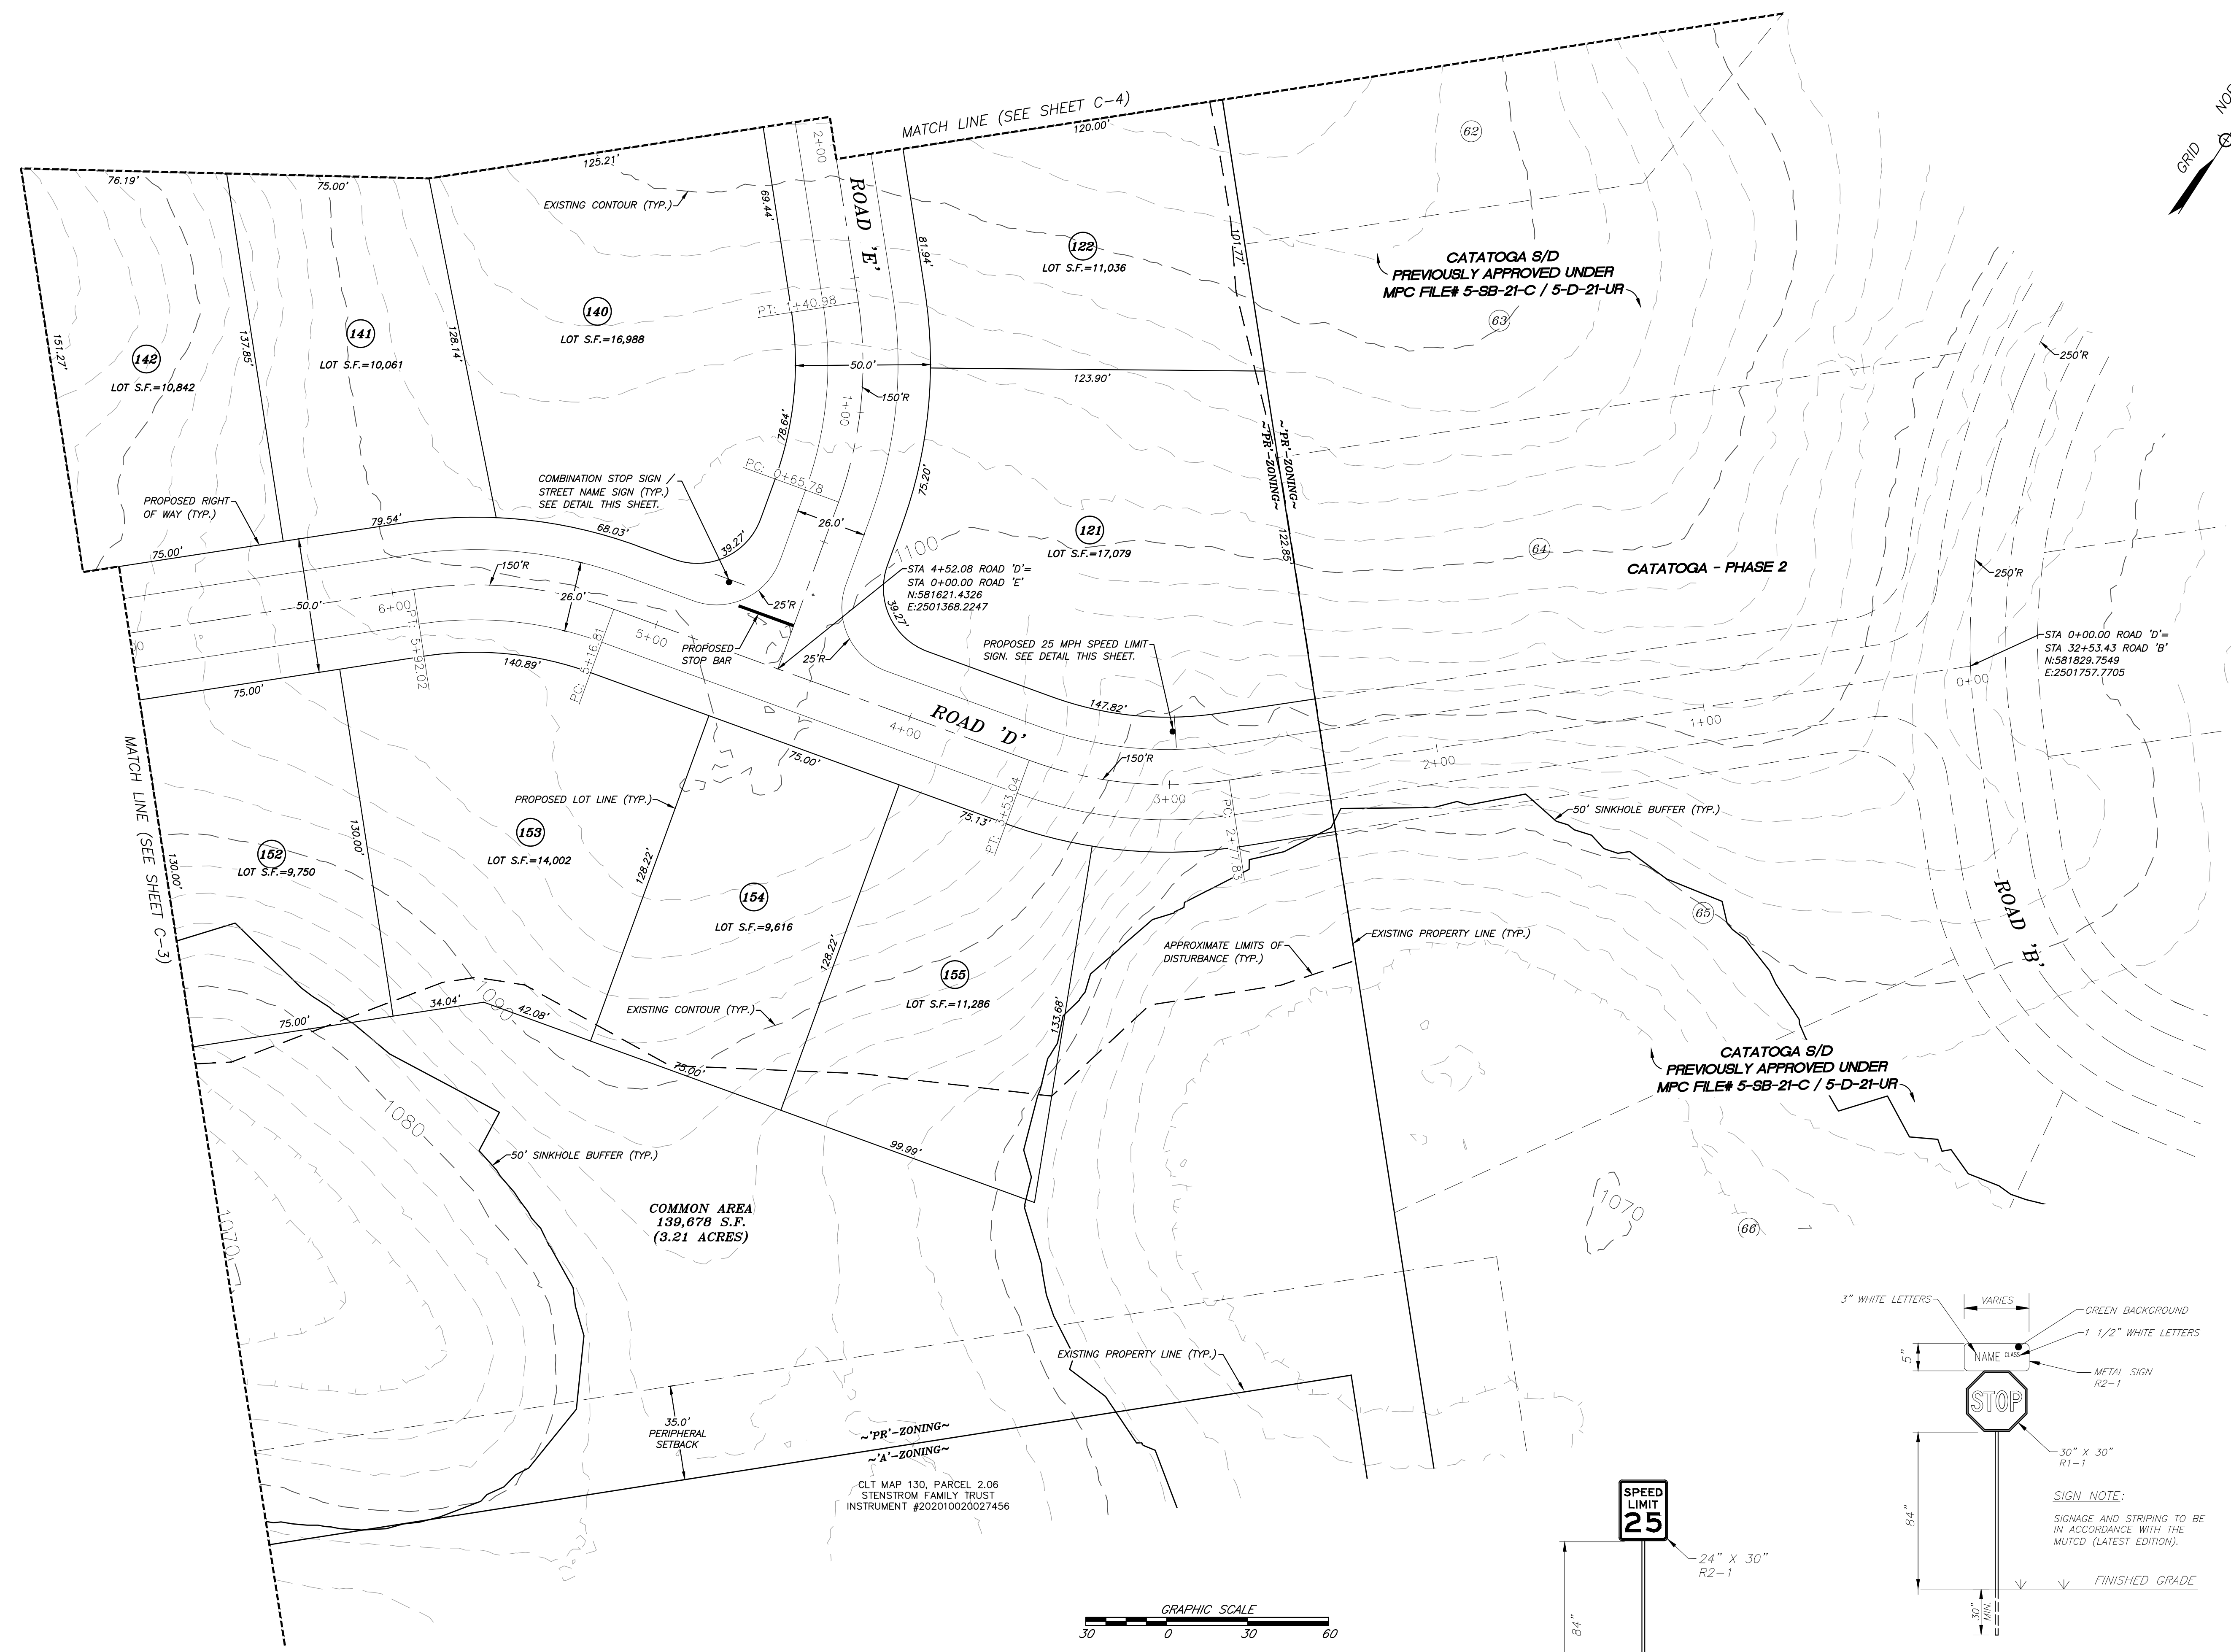 MATCH LINE (SEE SHEET C-4)
120.00'
125.21'
76.19'
75.00'
EXISTING CONTOUR (TYP.)
2+00
ROAD 'E'
69.44'
81.94'
122
LOT S.F.=11,036
101.77'
62
GRID
CATATOGA S/D
PREVIOUSLY APPROVED UNDER
MPC FILE# 5-SB-21-C / 5-D-21-UR
63
151.27'
142
LOT S.F.=10,842
137.85'
141
LOT S.F.=10,061
128.14'
140
LOT S.F.=16,988
PT: 1+40.98
50.0'
150'R
1+00
123.90'
250'R
78.64'
75.20'
~'PR'-ZONING~
~'PR'-ZONING~
PC: 0+65.78
COMBINATION STOP SIGN /
STREET NAME SIGN (TYP.)
SEE DETAIL THIS SHEET.
PROPOSED RIGHT
OF WAY (TYP.)
79.54'
68.03'
39.27'
26.0'
75.00'
121
LOT S.F.=17,079
1100
122.85'
64
CATATOGA - PHASE 2
250'R
STA 4+52.08 ROAD 'D'=
STA 0+00.00 ROAD 'E'
N:581621.4326
E:2501368.2247
150'R
50.0'
26.0'
25'R
39.27'
6+00
PT: 5+92.02
5+00
PC: 5+16.81
PROPOSED
STOP BAR
25'R
140.89'
75.00'
PROPOSED 25 MPH SPEED LIMIT
SIGN. SEE DETAIL THIS SHEET.
STA 0+00.00 ROAD 'D'=
STA 32+53.43 ROAD 'B'
N:581829.7549
E:2501757.7705
0+00
147.82'
ROAD 'D'
4+00
1+00
2+00
3+00
150'R
75.00'
PT: 3+53.04
PC: 2+77.83
75.13'
MATCH LINE (SEE SHEET C-3)
PROPOSED LOT LINE (TYP.)
50' SINKHOLE BUFFER (TYP.)
130.00'
130.00'
152
LOT S.F.=9,750
153
LOT S.F.=14,002
128.22'
154
LOT S.F.=9,616
128.22'
155
LOT S.F.=11,286
133.68'
65
ROAD 'B'
APPROXIMATE LIMITS OF
DISTURBANCE (TYP.)
EXISTING PROPERTY LINE (TYP.)
75.00'
34.04'
1090
42.08'
EXISTING CONTOUR (TYP.)
75.00'
99.99'
1080
50' SINKHOLE BUFFER (TYP.)
CATATOGA S/D
PREVIOUSLY APPROVED UNDER
MPC FILE# 5-SB-21-C / 5-D-21-UR
1070
1070
66
COMMON AREA
139,678 S.F.
(3.21 ACRES)
EXISTING PROPERTY LINE (TYP.)
35.0'
PERIPHERAL
SETBACK
~'PR'-ZONING~
~'A'-ZONING~
CLT MAP 130, PARCEL 2.06
STENSTROM FAMILY TRUST
INSTRUMENT #202010020027456
GRAPHIC SCALE
30 0 30 60
SPEED
LIMIT
25
24" X 30"
R2-1
84"
3" WHITE LETTERS
VARIES
GREEN BACKGROUND
1 1/2" WHITE LETTERS
5"
NAME CLASS
METAL SIGN
R2-1
STOP
30" X 30"
R1-1
84"
SIGN NOTE:
SIGNAGE AND STRIPING TO BE
IN ACCORDANCE WITH THE
MUTCD (LATEST EDITION).
FINISHED GRADE
30"
MIN.